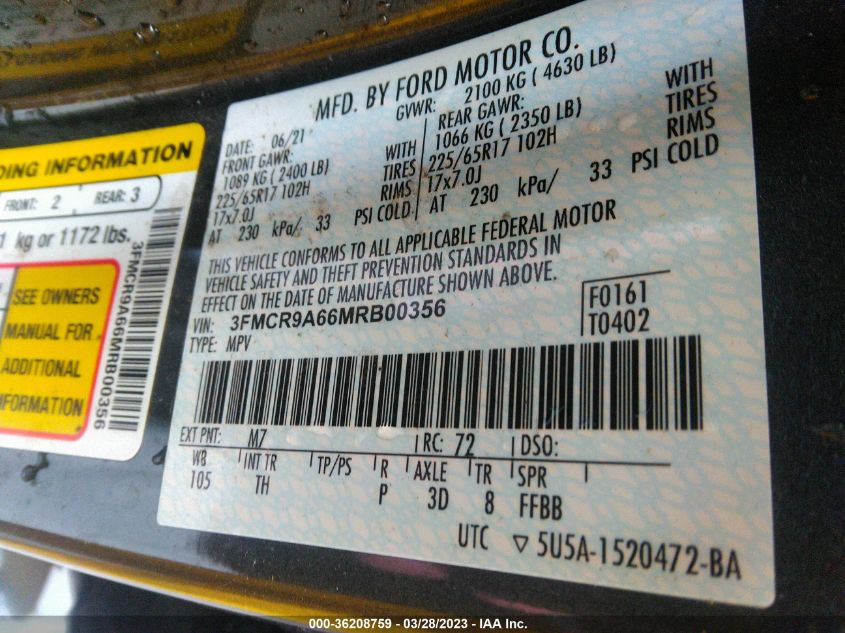 MFD. BY FORD MOTOR CO.
DATE: 06/21
GVWR: 2100 KG ( 4630 LB)
FRONT GAWR:
1089 KG ( 2400 LB)
WITH
225/65R17 102H
TIRES
17x7.0J
RIMS
AT 230 kPa/ 33 PSI COLD
REAR GAWR:
1066 KG ( 2350 LB)
WITH
225/65R17 102H
TIRES
17x7.0J
RIMS
AT 230 kPa/ 33 PSI COLD
THIS VEHICLE CONFORMS TO ALL APPLICABLE FEDERAL MOTOR
VEHICLE SAFETY AND THEFT PREVENTION STANDARDS IN
EFFECT ON THE DATE OF MANUFACTURE SHOWN ABOVE.
VIN: 3FMCR9A66MRB00356
F0161
TYPE: MPV
T0402
EXT PNT: M7 RC: 72 DSO:
WB INT TR TP/PS R AXLE TR SPR
105 TH P 3D 8 FFBB
UTC ▽ 5U5A-1520472-BA
INFORMATION
FRONT: 2 REAR: 3
kg or 1172 lbs.
SEE OWNERS
MANUAL FOR
ADDITIONAL
3FMCR9A66MRB00356
000-36208759 — 03/28/2023 — IAA Inc.